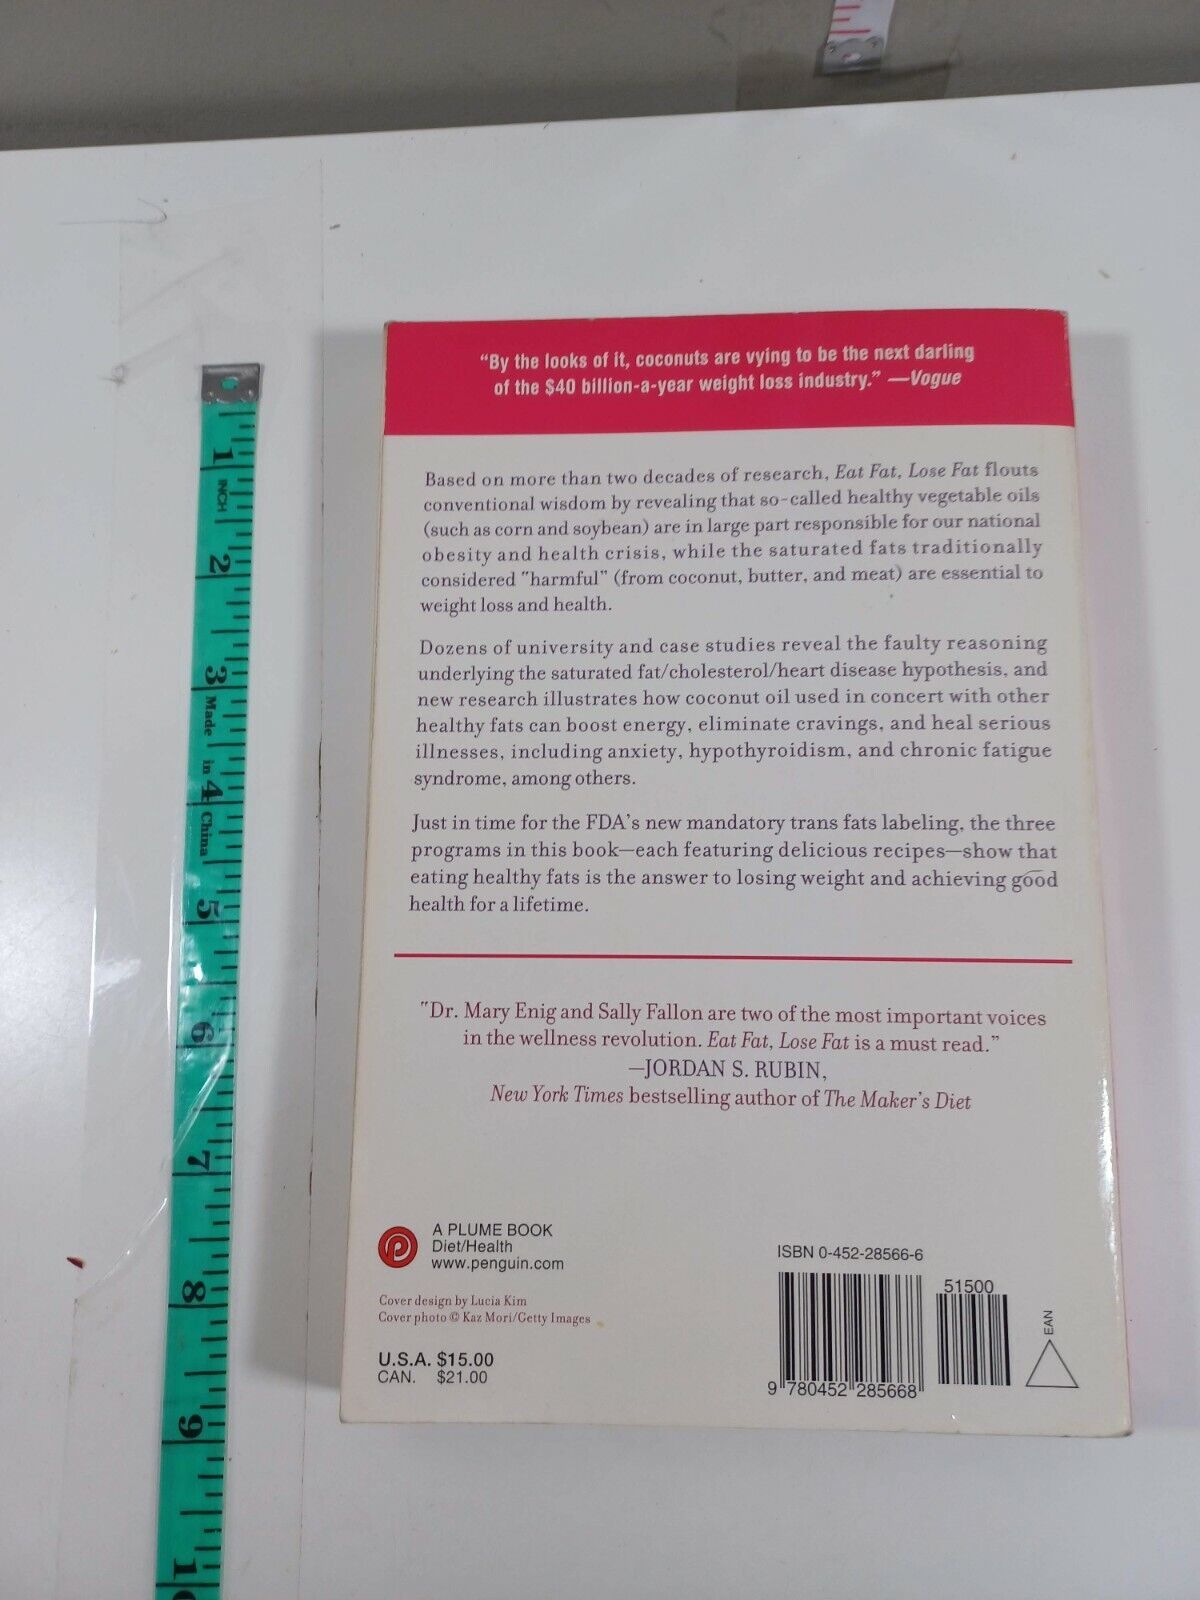 "By the looks of it, coconuts are vying to be the next darling
of the $40 billion-a-year weight loss industry." —Vogue
Based on more than two decades of research, Eat Fat, Lose Fat flouts
conventional wisdom by revealing that so-called healthy vegetable oils
(such as corn and soybean) are in large part responsible for our national
obesity and health crisis, while the saturated fats traditionally
considered "harmful" (from coconut, butter, and meat) are essential to
weight loss and health.
Dozens of university and case studies reveal the faulty reasoning
underlying the saturated fat/cholesterol/heart disease hypothesis, and
new research illustrates how coconut oil used in concert with other
healthy fats can boost energy, eliminate cravings, and heal serious
illnesses, including anxiety, hypothyroidism, and chronic fatigue
syndrome, among others.
Just in time for the FDA's new mandatory trans fats labeling, the three
programs in this book—each featuring delicious recipes—show that
eating healthy fats is the answer to losing weight and achieving good
health for a lifetime.
"Dr. Mary Enig and Sally Fallon are two of the most important voices
in the wellness revolution. Eat Fat, Lose Fat is a must read."
—JORDAN S. RUBIN,
New York Times bestselling author of The Maker's Diet
A PLUME BOOK
Diet/Health
www.penguin.com
Cover design by Lucia Kim
Cover photo © Kaz Mori/Getty Images
U.S.A. $15.00
CAN. $21.00
ISBN 0-452-28566-6
51500
EAN
9 780452 285668
1
INCH
2
3
Made
in
4
China
5
6
7
8
9
10